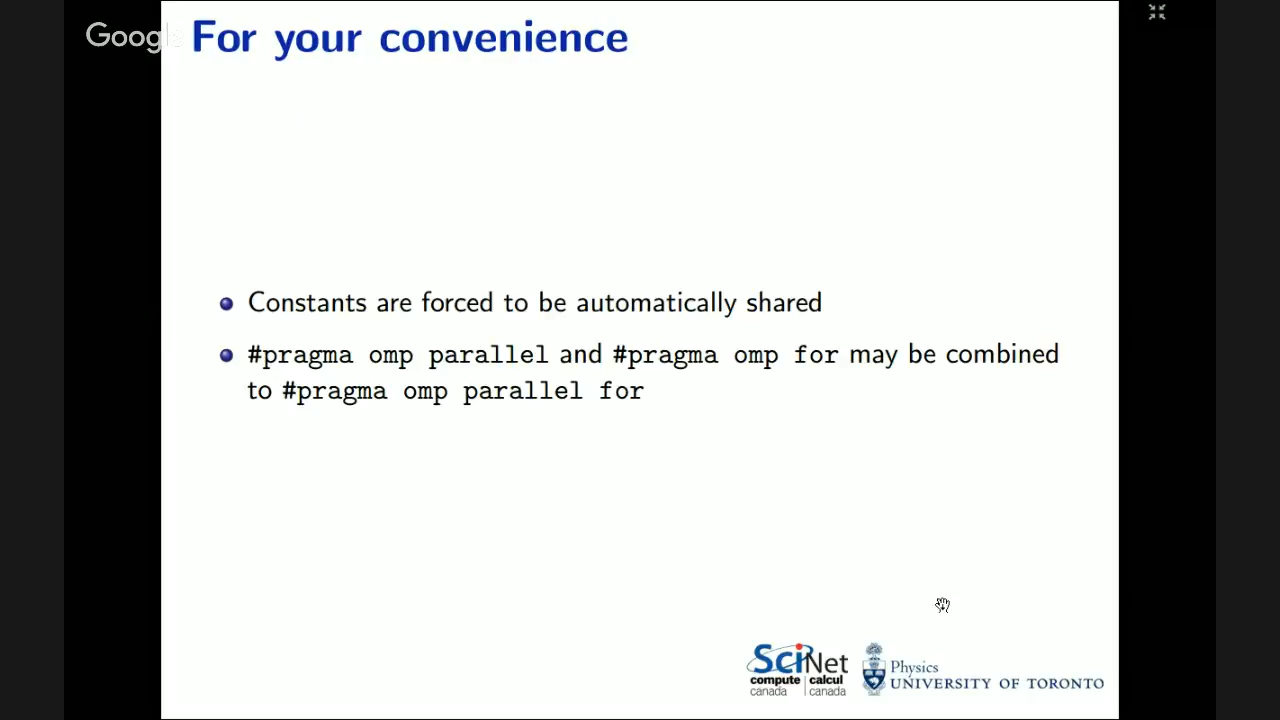 Google
For your convenience
Constants are forced to be automatically shared
#pragma omp parallel and #pragma omp for may be combined
to #pragma omp parallel for
SciNet
compute | calcul
canada | canada
Physics
UNIVERSITY OF TORONTO